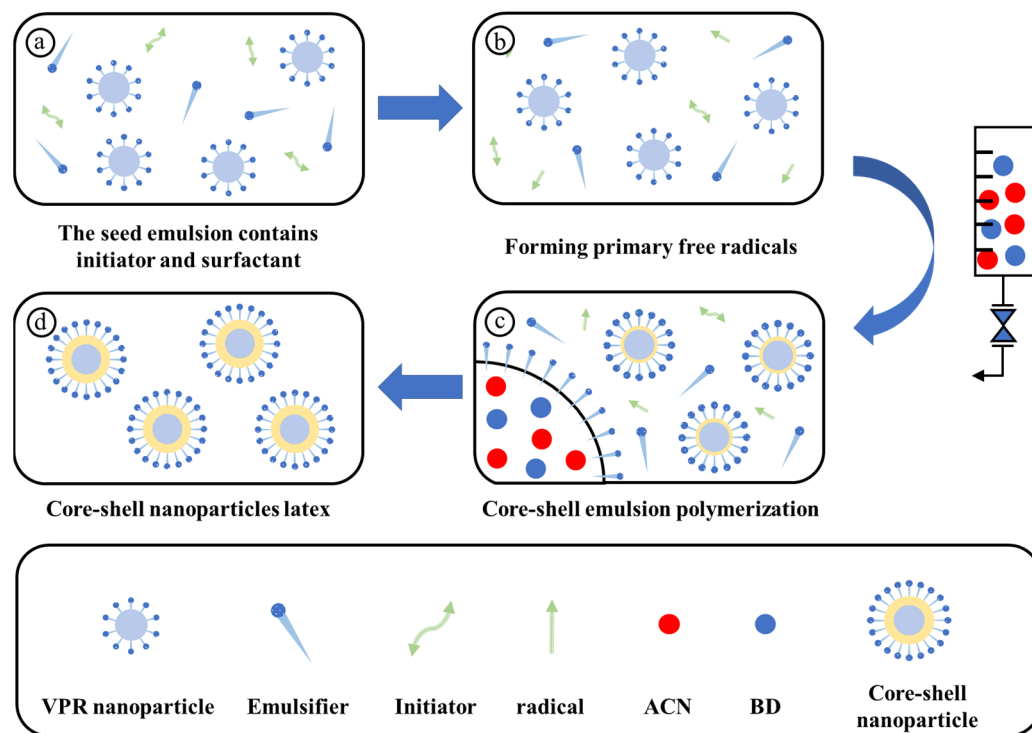 a
b
The seed emulsion contains
initiator and surfactant
Forming primary free radicals
d
c
Core-shell nanoparticles latex
Core-shell emulsion polymerization
VPR nanoparticle
Emulsifier
Initiator
radical
ACN
BD
Core-shell
nanoparticle